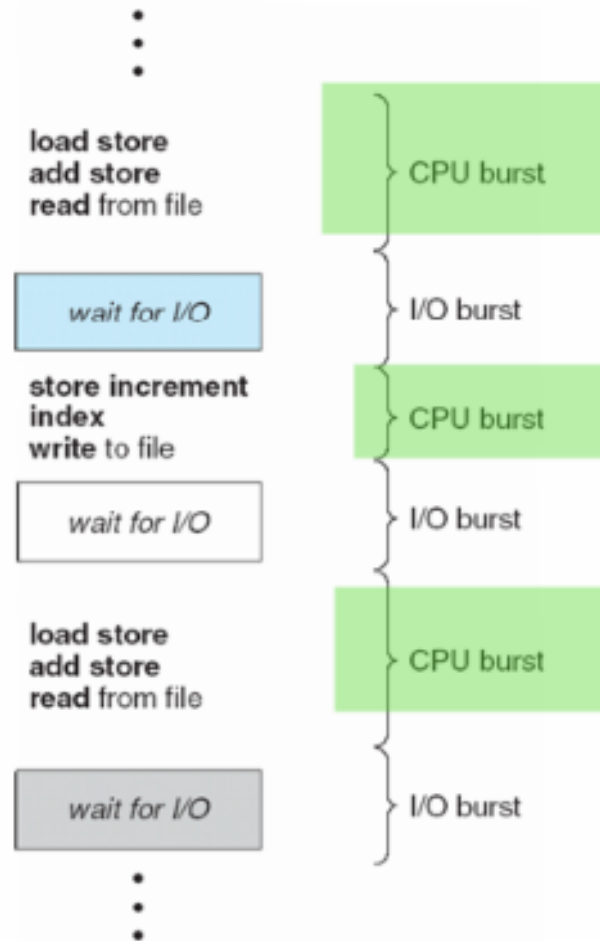 load store
add store
read from file
CPU burst
wait for I/O
I/O burst
store increment
index
write to file
CPU burst
wait for I/O
I/O burst
load store
add store
read from file
CPU burst
wait for I/O
I/O burst